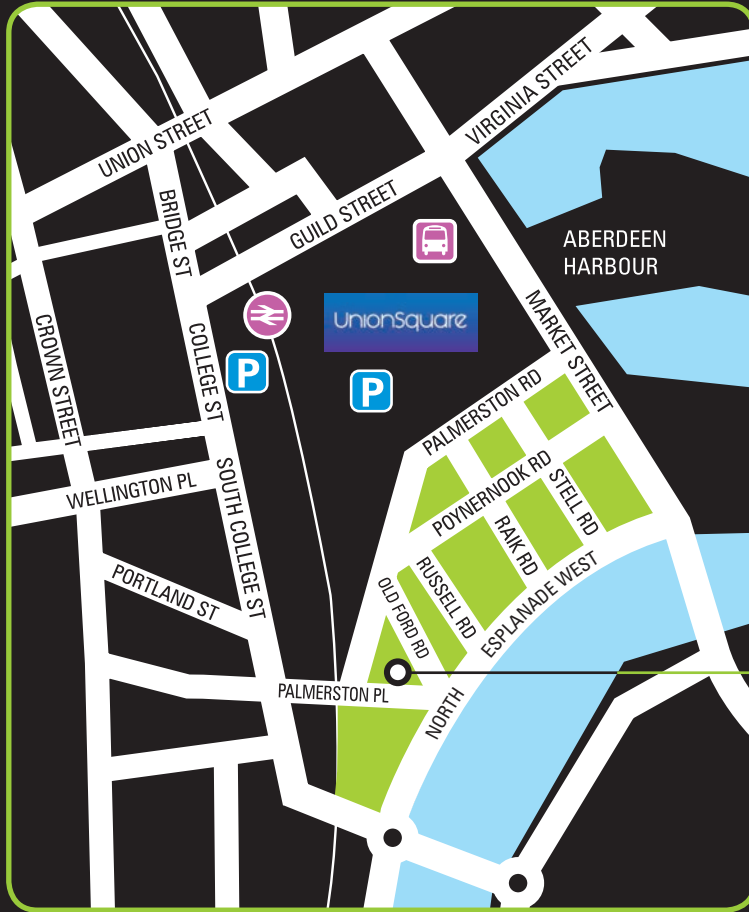 UNION STREET
VIRGINIA STREET
BRIDGE ST
GUILD STREET
ABERDEEN
HARBOUR
UnionSquare
MARKET STREET
CROWN STREET
COLLEGE ST
P
P
PALMERSTON RD
POYNERNOOK RD
WELLINGTON PL
SOUTH COLLEGE ST
STELL RD
RAIK RD
RUSSELL RD
OLD FORD RD
PORTLAND ST
PALMERSTON PL
NORTH ESPLANADE WEST